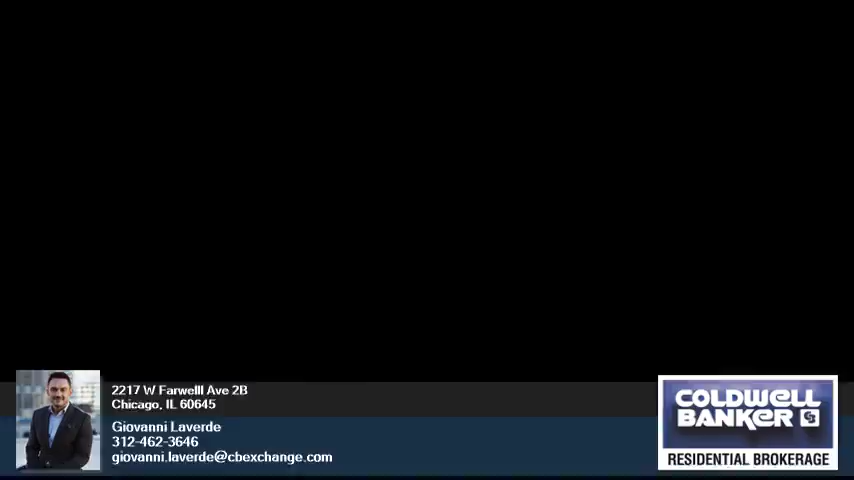 2217 W Farwelll Ave 2B
Chicago, IL 60645
Giovanni Laverde
312-462-3646
giovanni.laverde@cbexchange.com
COLDWELL
BANKER CB
RESIDENTIAL BROKERAGE